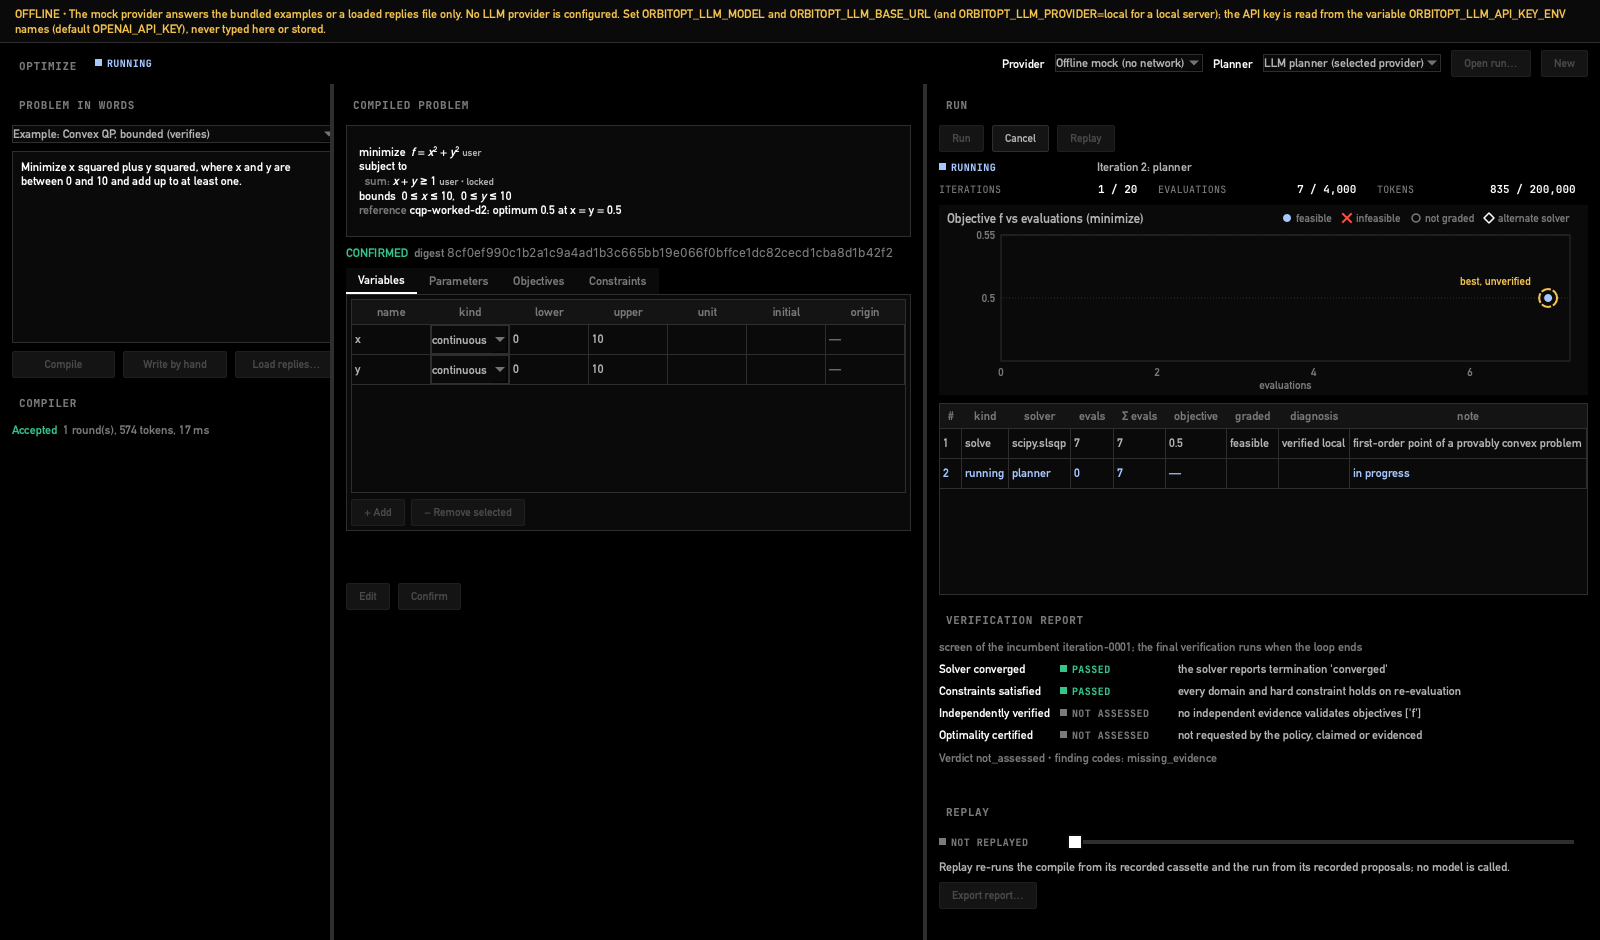 OFFLINE · The mock provider answers the bundled examples or a loaded replies file only. No LLM provider is configured. Set ORBITOPT_LLM_MODEL and ORBITOPT_LLM_BASE_URL (and ORBITOPT_LLM_PROVIDER=local for a local server); the API key is read from the variable ORBITOPT_LLM_API_KEY_ENV
names (default OPENAI_API_KEY), never typed here or stored.
OPTIMIZE RUNNING Provider Offline mock (no network) Planner LLM planner (selected provider) Open run... New
PROBLEM IN WORDS
Example: Convex QP, bounded (verifies)
Minimize x squared plus y squared, where x and y are
between 0 and 10 and add up to at least one.
Compile Write by hand Load replies...
COMPILER
Accepted 1 round(s), 574 tokens, 17 ms
COMPILED PROBLEM
minimize f = x² + y² user
subject to
sum: x + y ≥ 1 user · locked
bounds 0 ≤ x ≤ 10, 0 ≤ y ≤ 10
reference cqp-worked-d2: optimum 0.5 at x = y = 0.5
CONFIRMED digest 8cf0ef990c1b2a1c9a4ad1b3c665bb19e066f0bffce1dc82cecd1cba8d1b42f2
Variables Parameters Objectives Constraints
name kind lower upper unit initial origin
x continuous 0 10 —
y continuous 0 10 —
+ Add − Remove selected
Edit Confirm
RUN
Run Cancel Replay
RUNNING Iteration 2: planner
ITERATIONS 1 / 20 EVALUATIONS 7 / 4,000 TOKENS 835 / 200,000
Objective f vs evaluations (minimize) feasible infeasible not graded alternate solver
0.55
best, unverified
0.5
0 2 4 6
evaluations
# kind solver evals Σ evals objective graded diagnosis note
1 solve scipy.slsqp 7 7 0.5 feasible verified local first-order point of a provably convex problem
2 running planner 0 7 — in progress
VERIFICATION REPORT
screen of the incumbent iteration-0001; the final verification runs when the loop ends
Solver converged PASSED the solver reports termination 'converged'
Constraints satisfied PASSED every domain and hard constraint holds on re-evaluation
Independently verified NOT ASSESSED no independent evidence validates objectives ['f']
Optimality certified NOT ASSESSED not requested by the policy, claimed or evidenced
Verdict not_assessed · finding codes: missing_evidence
REPLAY
NOT REPLAYED
Replay re-runs the compile from its recorded cassette and the run from its recorded proposals; no model is called.
Export report...